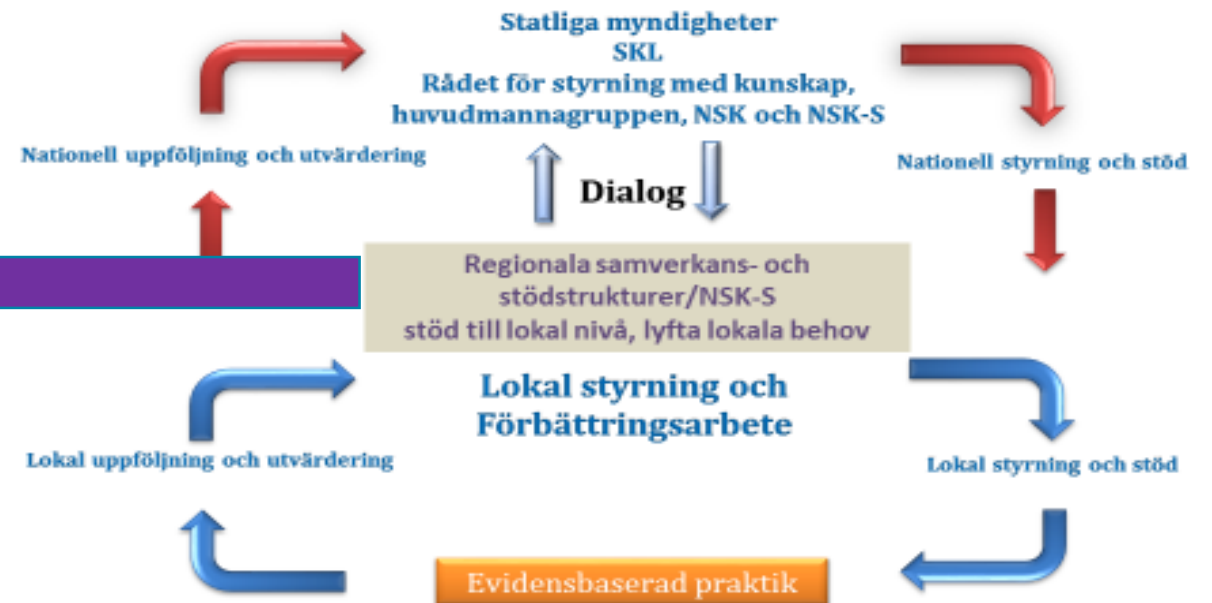 Statliga myndigheter
SKL
Rådet för styrning med kunskap,
huvudmannagruppen, NSK och NSK-S
Nationell uppföljning och utvärdering
Nationell styrning och stöd
Dialog
Regionala samverkans- och
stödstrukturer/NSK-S
stöd till lokal nivå, lyfta lokala behov
Lokal styrning och
Förbättringsarbete
Lokal uppföljning och utvärdering
Lokal styrning och stöd
Evidensbaserad praktik